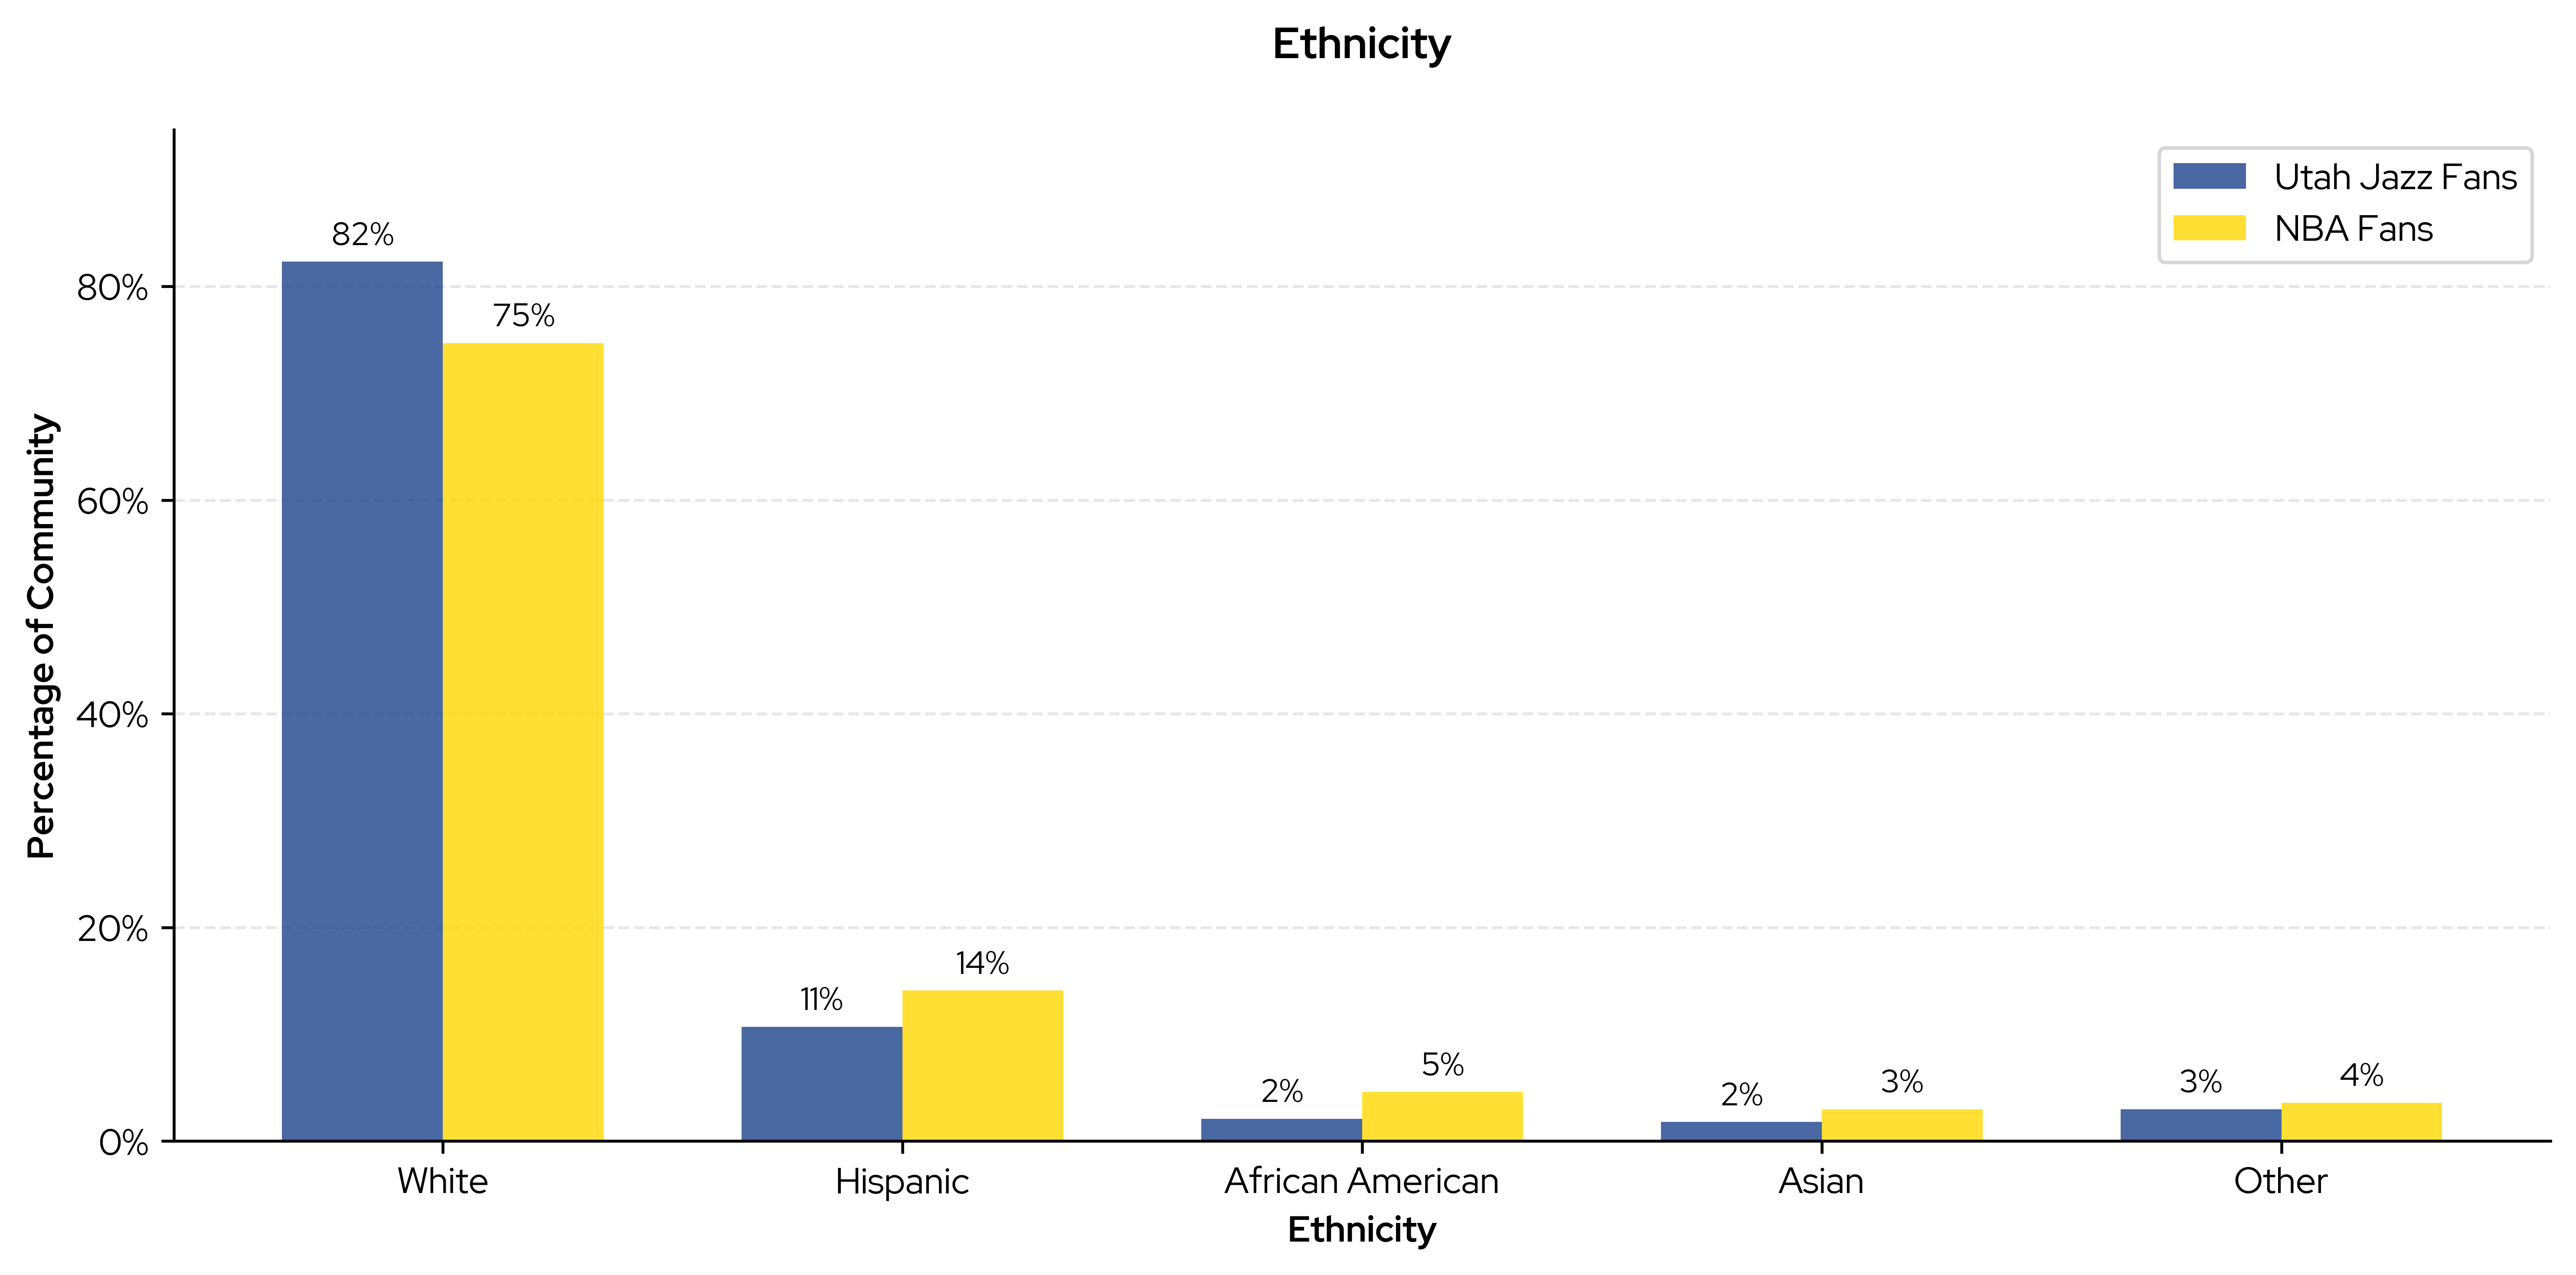 Ethnicity
Utah Jazz Fans
NBA Fans
Percentage of Community
80%
60%
40%
20%
0%
82%
75%
11%
14%
2%
5%
2%
3%
3%
4%
White
Hispanic
African American
Asian
Other
Ethnicity